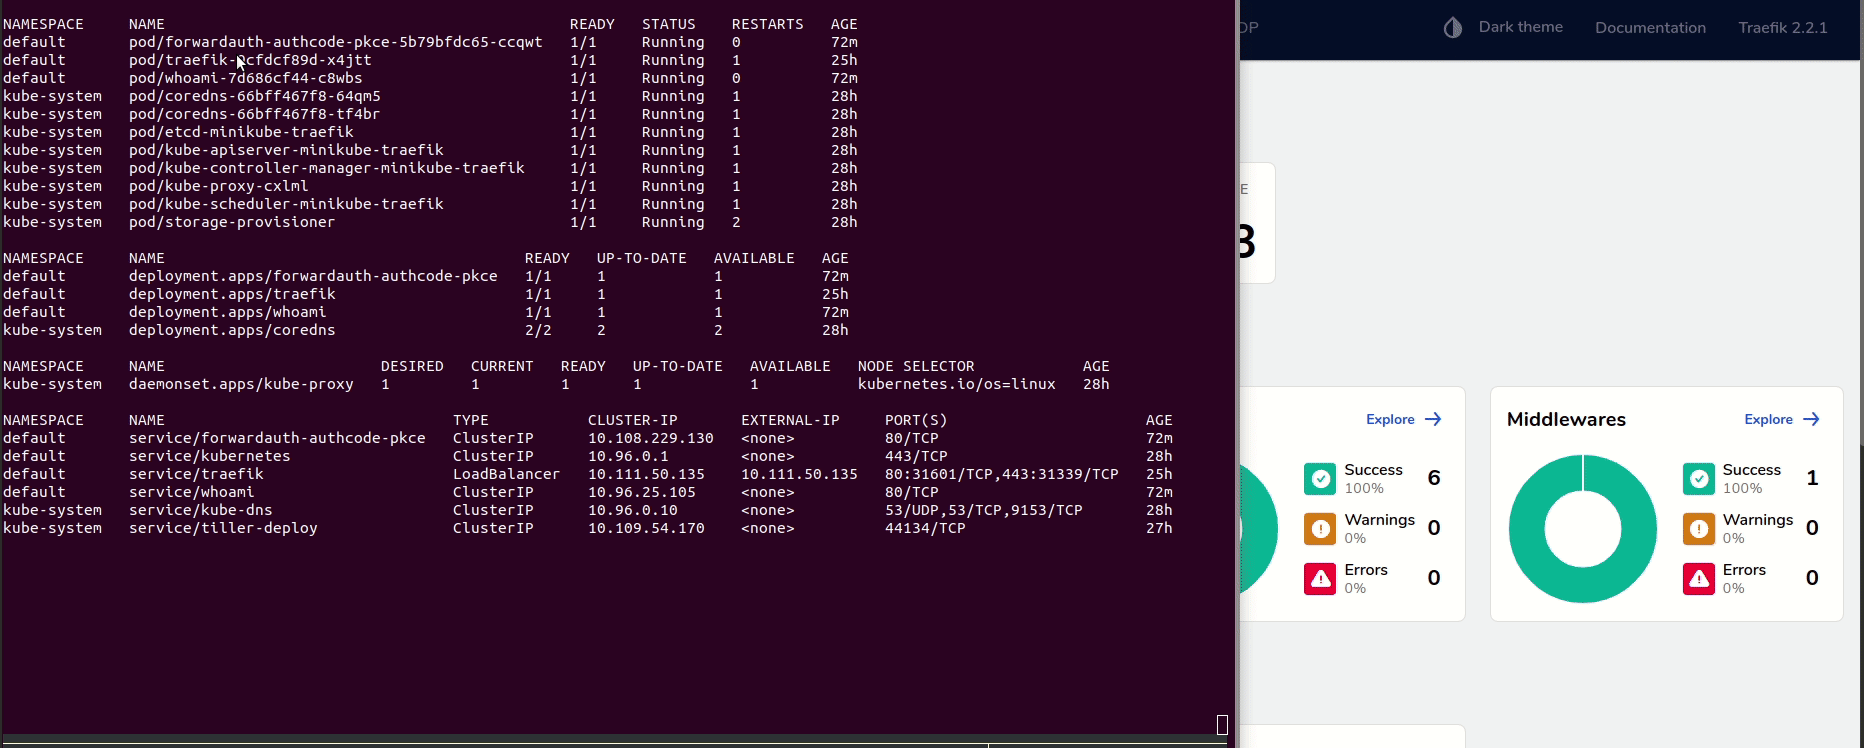 NAMESPACE NAME READY STATUS RESTARTS AGE
default pod/forwardauth-authcode-pkce-5b79bfdc65-ccqwt 1/1 Running 0 72m
default 1/1 Running 1 25h
default pod/whoami-7d686cf44-c8wbs 1/1 Running 0 72m
kube-system pod/coredns-66bff467f8-64qm5 1/1 Running 1 28h
kube-system pod/coredns-66bff467f8-tf4br 1/1 Running 1 28h
kube-system pod/etcd-minikube-traefik 1/1 Running 1 28h
kube-system pod/kube-apiserver-minikube-traefik 1/1 Running 1 28h
kube-system pod/kube-controller-manager-minikube-traefik 1/1 Running 1 28h
kube-system pod/kube-proxy-cxlml 1/1 Running 1 28h
kube-system pod/kube-scheduler-minikube-traefik 1/1 Running 1 28h
kube-system pod/storage-provisioner 1/1 Running 2 28h
NAMESPACE NAME READY UP-TO-DATE AVAILABLE AGE
default deployment.apps/forwardauth-authcode-pkce 1/1 1 1 72m
default deployment.apps/traefik 1/1 1 1 25h
default deployment.apps/whoami 1/1 1 1 72m
kube-system deployment.apps/coredns 2/2 2 2 28h
NAMESPACE NAME DESIRED CURRENT READY UP-TO-DATE AVAILABLE NODE SELECTOR AGE
kube-system daemonset.apps/kube-proxy 1 1 1 1 1 kubernetes.io/os=linux 28h
NAMESPACE NAME TYPE CLUSTER-IP EXTERNAL-IP PORT(S) AGE
default service/forwardauth-authcode-pkce ClusterIP 10.108.229.130 <none> 80/TCP 72m
default service/kubernetes ClusterIP 10.96.0.1 <none> 443/TCP 28h
default service/traefik LoadBalancer 10.111.50.135 10.111.50.135 80:31601/TCP,443:31339/TCP 25h
default service/whoami ClusterIP 10.96.25.105 <none> 80/TCP 72m
kube-system service/kube-dns ClusterIP 10.96.0.10 <none> 53/UDP,53/TCP,9153/TCP 28h
kube-system service/tiller-deploy ClusterIP 10.109.54.170 <none> 44134/TCP 27h
OP Dark theme Documentation Traefik 2.2.1
E
3
Explore
Success 6
100%
Warnings 0
0%
Errors 0
0%
Middlewares Explore
Success 1
100%
Warnings 0
0%
Errors 0
0%